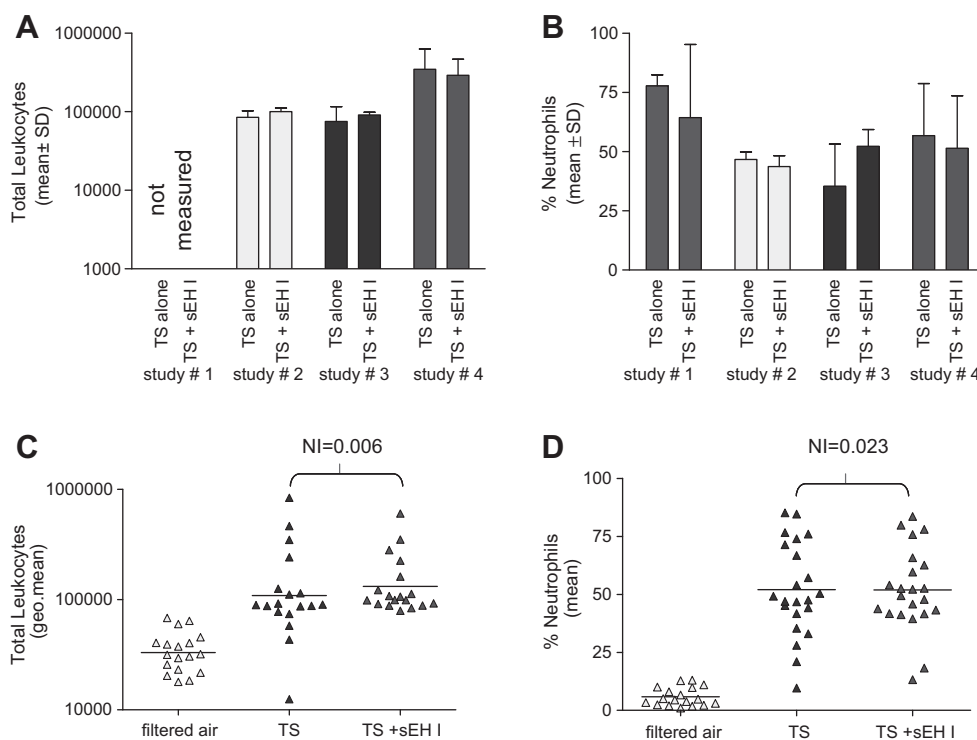 A
Total Leukocytes
(mean± SD)
1000000
100000
10000
1000
not
measured
TS alone
TS + sEH I
TS alone
TS + sEH I
TS alone
TS + sEH I
TS alone
TS + sEH I
study # 1
study # 2
study # 3
study # 4
B
% Neutrophils
(mean ±SD)
100
75
50
25
0
TS alone
TS + sEH I
TS alone
TS + sEH I
TS alone
TS + sEH I
TS alone
TS + sEH I
study # 1
study # 2
study # 3
study # 4
C
NI=0.006
Total Leukocytes
(geo.mean)
1000000
100000
10000
filtered air
TS
TS +sEH I
D
NI=0.023
% Neutrophils
(mean)
100
75
50
25
0
filtered air
TS
TS +sEH I